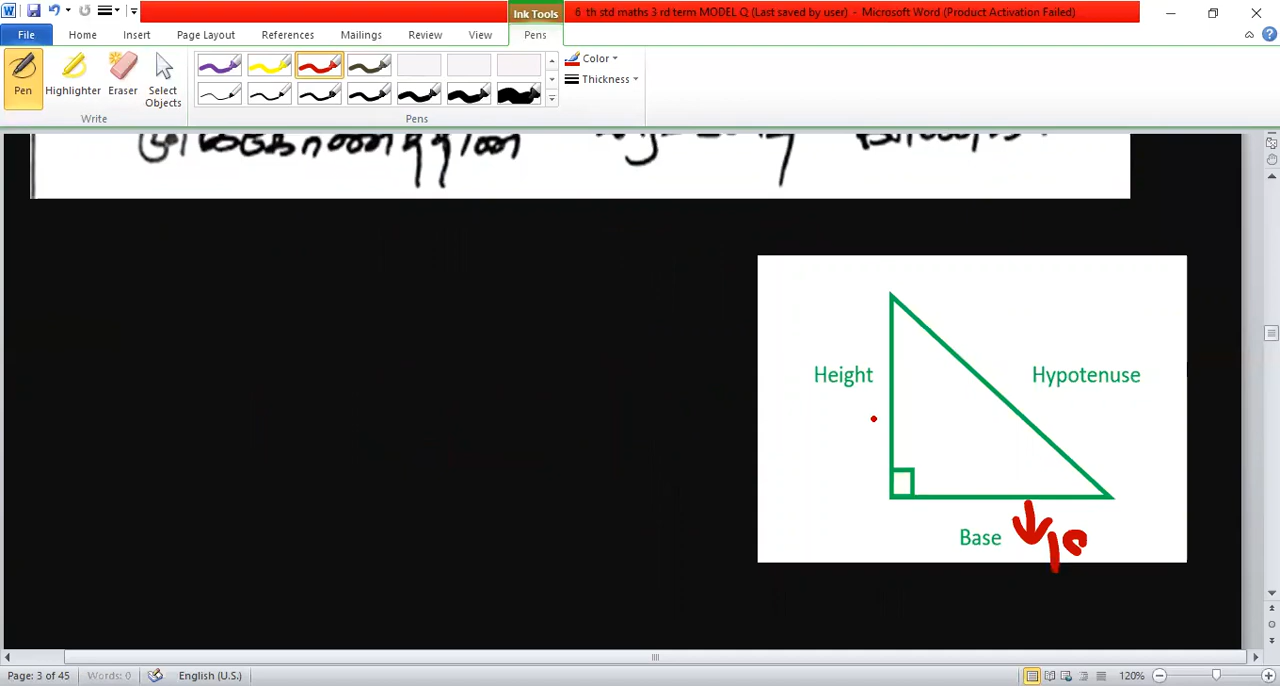 Ink Tools
6 th std maths 3 rd term MODEL Q (Last saved by user) - Microsoft Word (Product Activation Failed)
File Home Insert Page Layout References Mailings Review View Pens
Pen Highlighter Eraser Select Objects
Color
Thickness
Write
Pens
Height
Hypotenuse
Base
Page: 3 of 45 Words: 0 English (U.S.) 120%